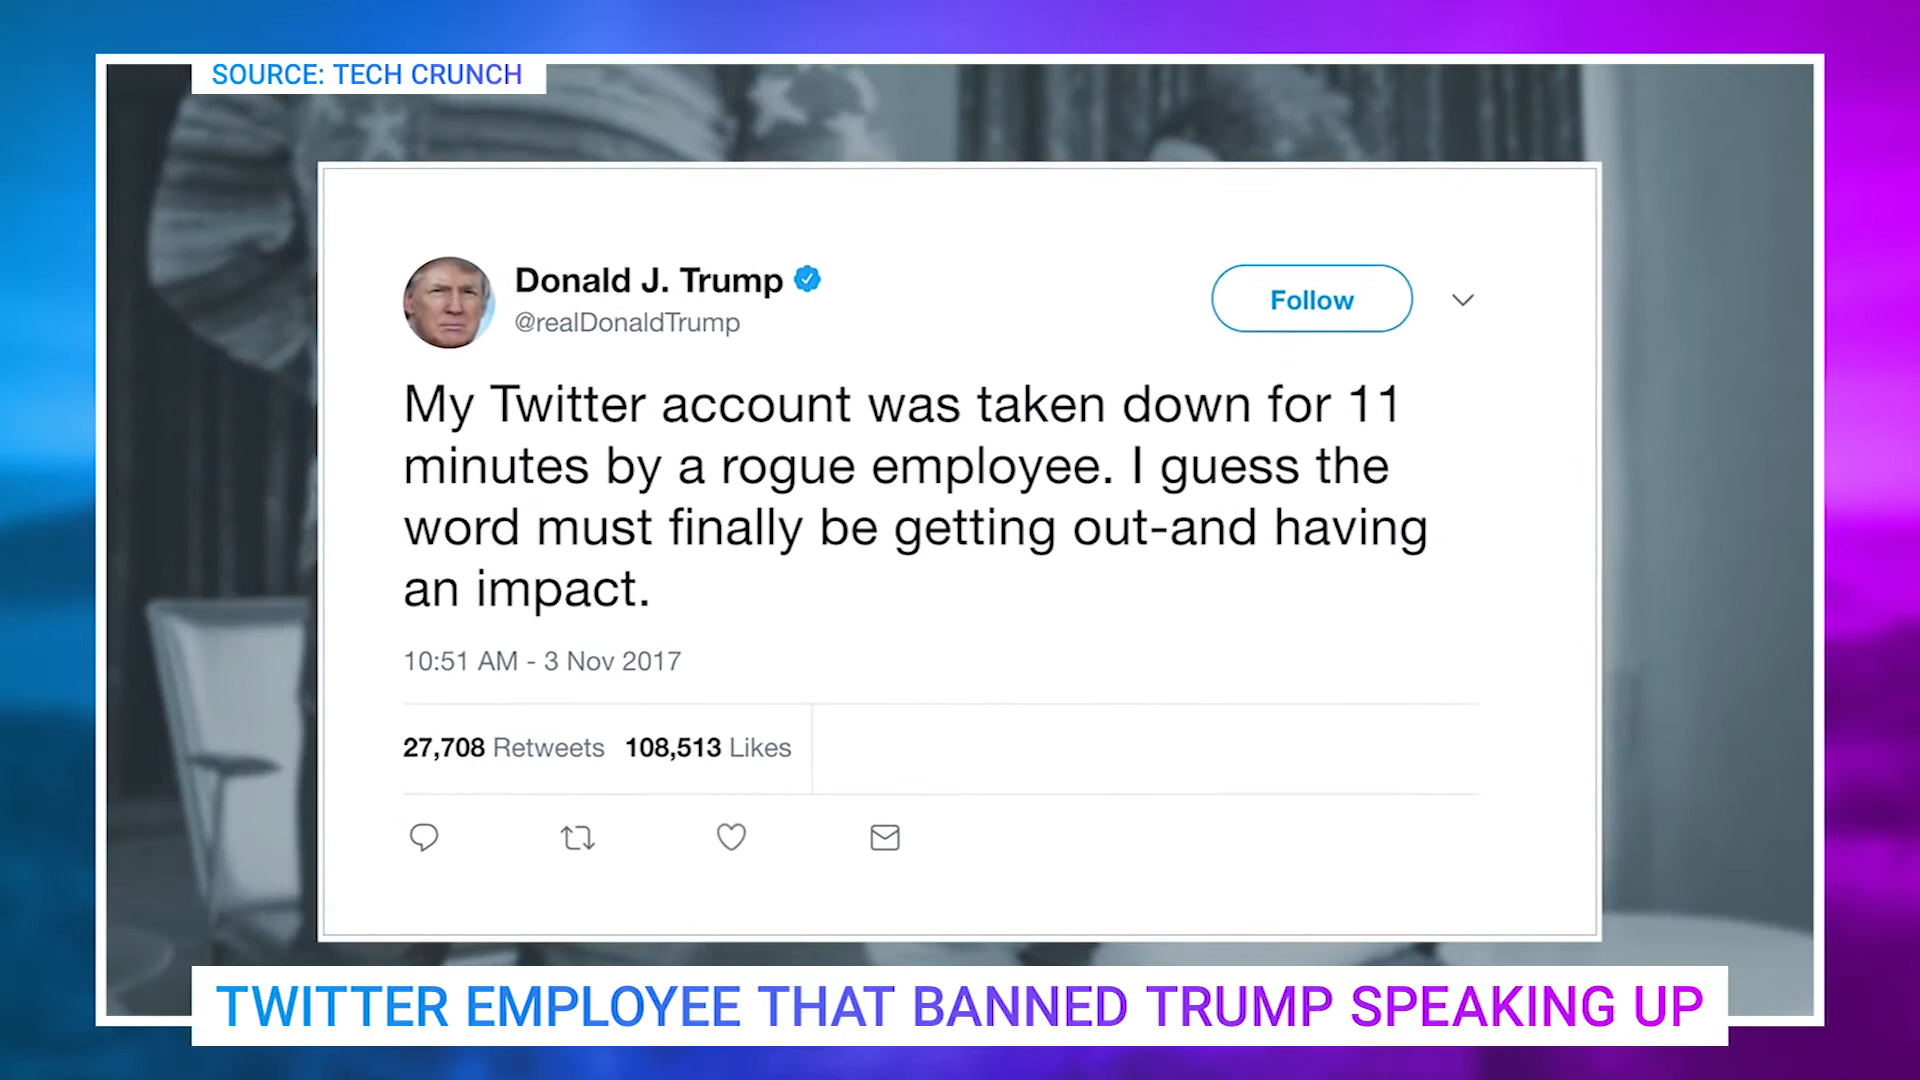 SOURCE: TECH CRUNCH
Donald J. Trump
@realDonaldTrump
Follow
My Twitter account was taken down for 11
minutes by a rogue employee. I guess the
word must finally be getting out-and having
an impact.
10:51 AM - 3 Nov 2017
27,708 Retweets 108,513 Likes
TWITTER EMPLOYEE THAT BANNED TRUMP SPEAKING UP